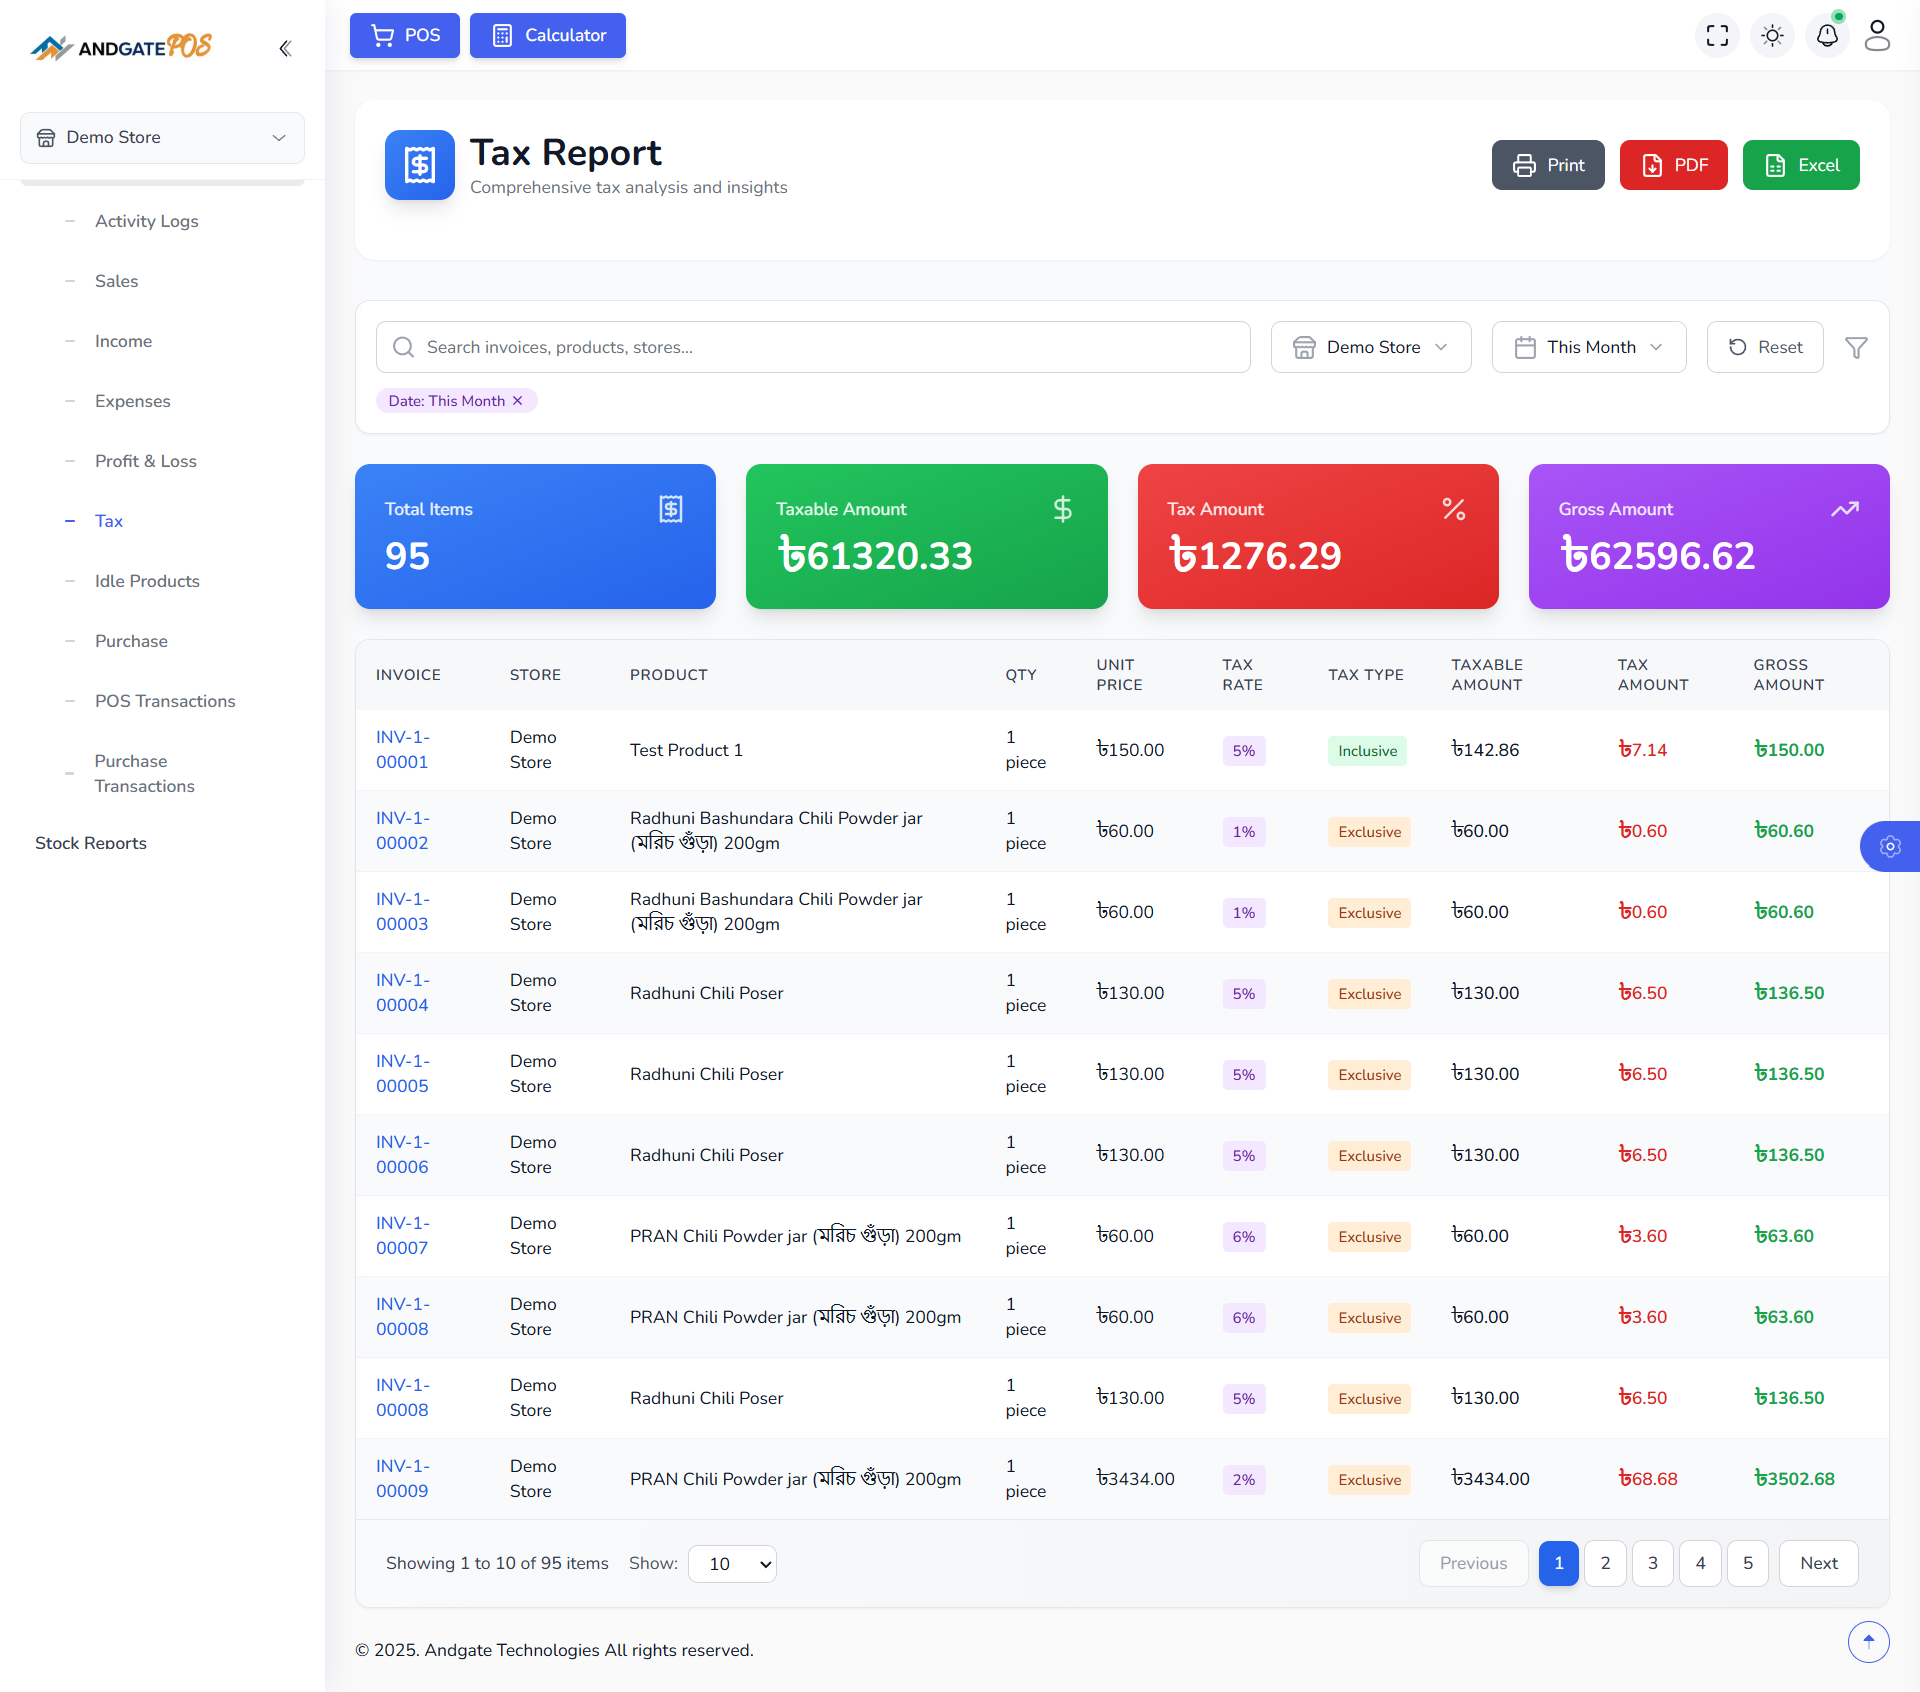 ANDGATE POS
POS
Calculator
Demo Store
Activity Logs
Sales
Income
Expenses
Profit & Loss
Tax
Idle Products
Purchase
POS Transactions
Purchase
Transactions
Stock Reports
Tax Report
Comprehensive tax analysis and insights
Print
PDF
Excel
Search invoices, products, stores...
Demo Store
This Month
Reset
Date: This Month ×
Total Items
95
Taxable Amount
৳61320.33
Tax Amount
৳1276.29
Gross Amount
৳62596.62
INVOICE STORE PRODUCT QTY UNIT PRICE TAX RATE TAX TYPE TAXABLE AMOUNT TAX AMOUNT GROSS AMOUNT
INV-1-00001 Demo Store Test Product 1 1 piece ৳150.00 5% Inclusive ৳142.86 ৳7.14 ৳150.00
INV-1-00002 Demo Store Radhuni Bashundara Chili Powder jar (মরিচ গুঁড়া) 200gm 1 piece ৳60.00 1% Exclusive ৳60.00 ৳0.60 ৳60.60
INV-1-00003 Demo Store Radhuni Bashundara Chili Powder jar (মরিচ গুঁড়া) 200gm 1 piece ৳60.00 1% Exclusive ৳60.00 ৳0.60 ৳60.60
INV-1-00004 Demo Store Radhuni Chili Poser 1 piece ৳130.00 5% Exclusive ৳130.00 ৳6.50 ৳136.50
INV-1-00005 Demo Store Radhuni Chili Poser 1 piece ৳130.00 5% Exclusive ৳130.00 ৳6.50 ৳136.50
INV-1-00006 Demo Store Radhuni Chili Poser 1 piece ৳130.00 5% Exclusive ৳130.00 ৳6.50 ৳136.50
INV-1-00007 Demo Store PRAN Chili Powder jar (মরিচ গুঁড়া) 200gm 1 piece ৳60.00 6% Exclusive ৳60.00 ৳3.60 ৳63.60
INV-1-00008 Demo Store PRAN Chili Powder jar (মরিচ গুঁড়া) 200gm 1 piece ৳60.00 6% Exclusive ৳60.00 ৳3.60 ৳63.60
INV-1-00008 Demo Store Radhuni Chili Poser 1 piece ৳130.00 5% Exclusive ৳130.00 ৳6.50 ৳136.50
INV-1-00009 Demo Store PRAN Chili Powder jar (মরিচ গুঁড়া) 200gm 1 piece ৳3434.00 2% Exclusive ৳3434.00 ৳68.68 ৳3502.68
Showing 1 to 10 of 95 items Show: 10 Previous 1 2 3 4 5 Next
© 2025. Andgate Technologies All rights reserved.